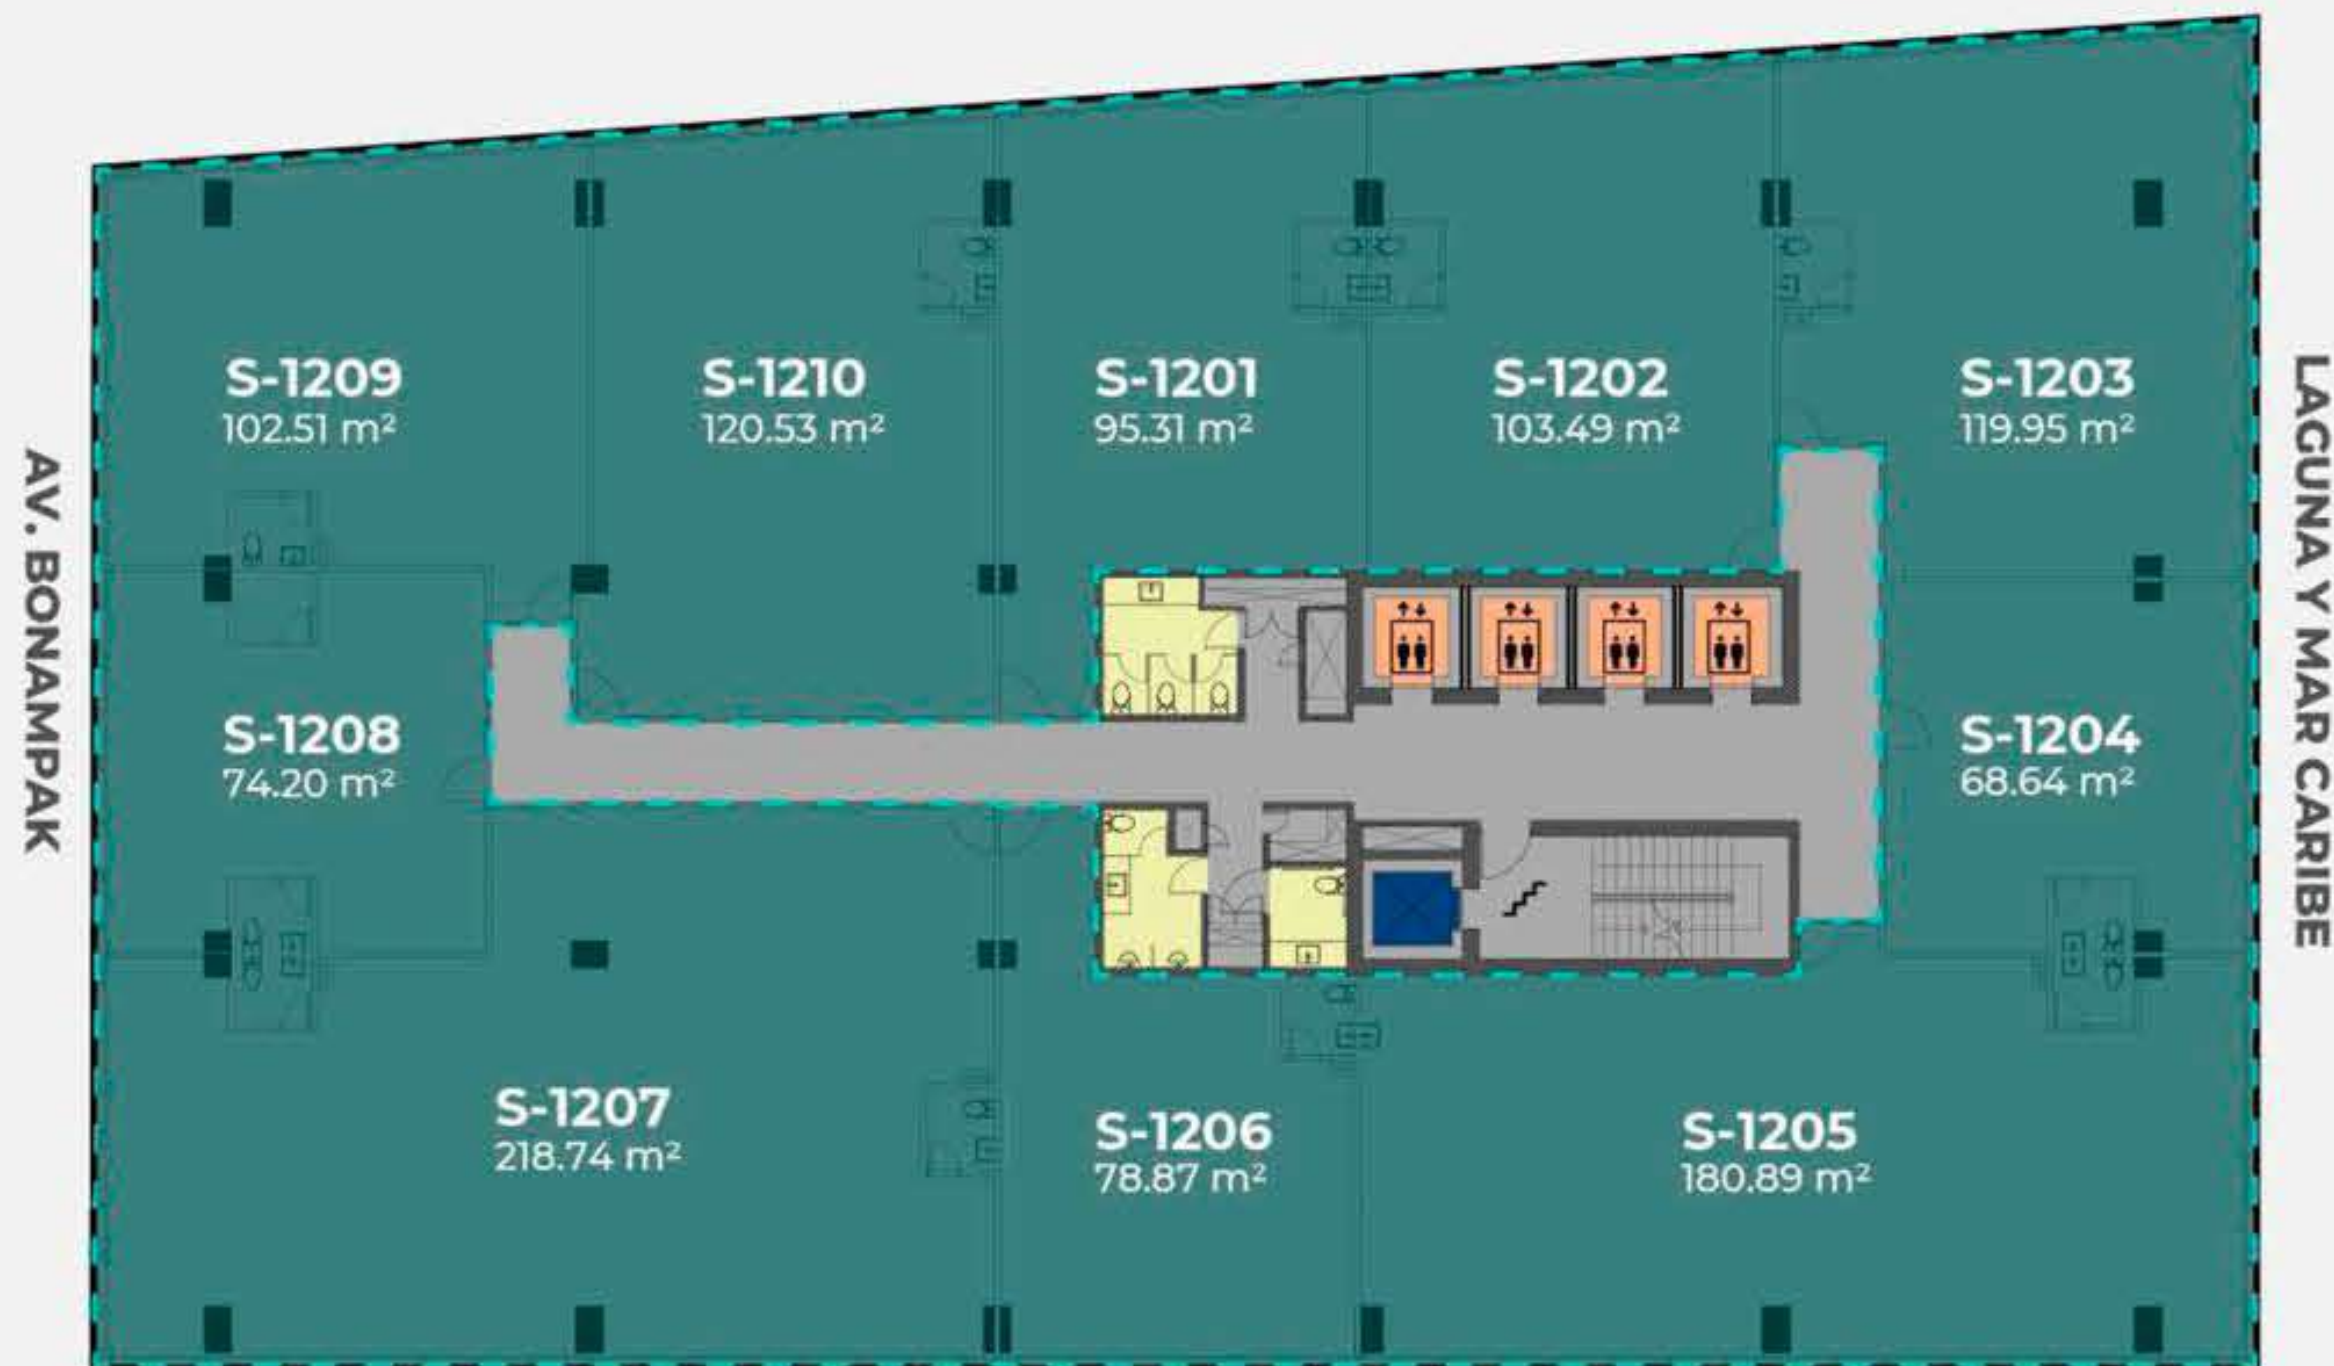 S-1209
102.51 m²
S-1210
120.53 m²
S-1201
95.31 m²
S-1202
103.49 m²
S-1203
119.95 m²
AV. BONAMPAK
LAGUNA Y MAR CARIBE
S-1208
74.20 m²
S-1204
68.64 m²
S-1207
218.74 m²
S-1206
78.87 m²
S-1205
180.89 m²